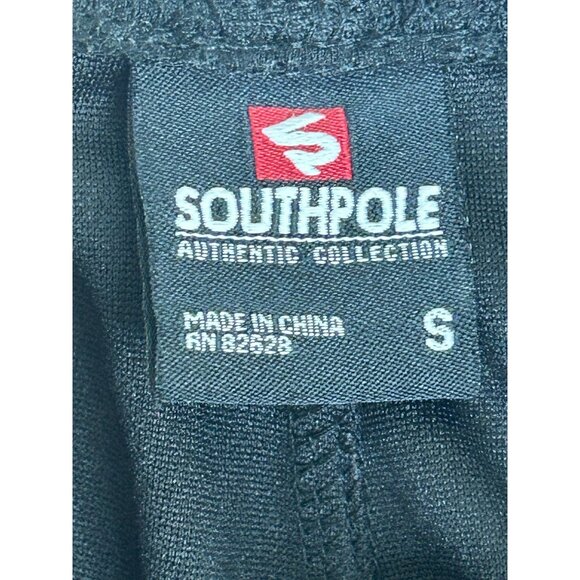 SOUTHPOLE
AUTHENTIC COLLECTION
MADE IN CHINA
RN 82628
S